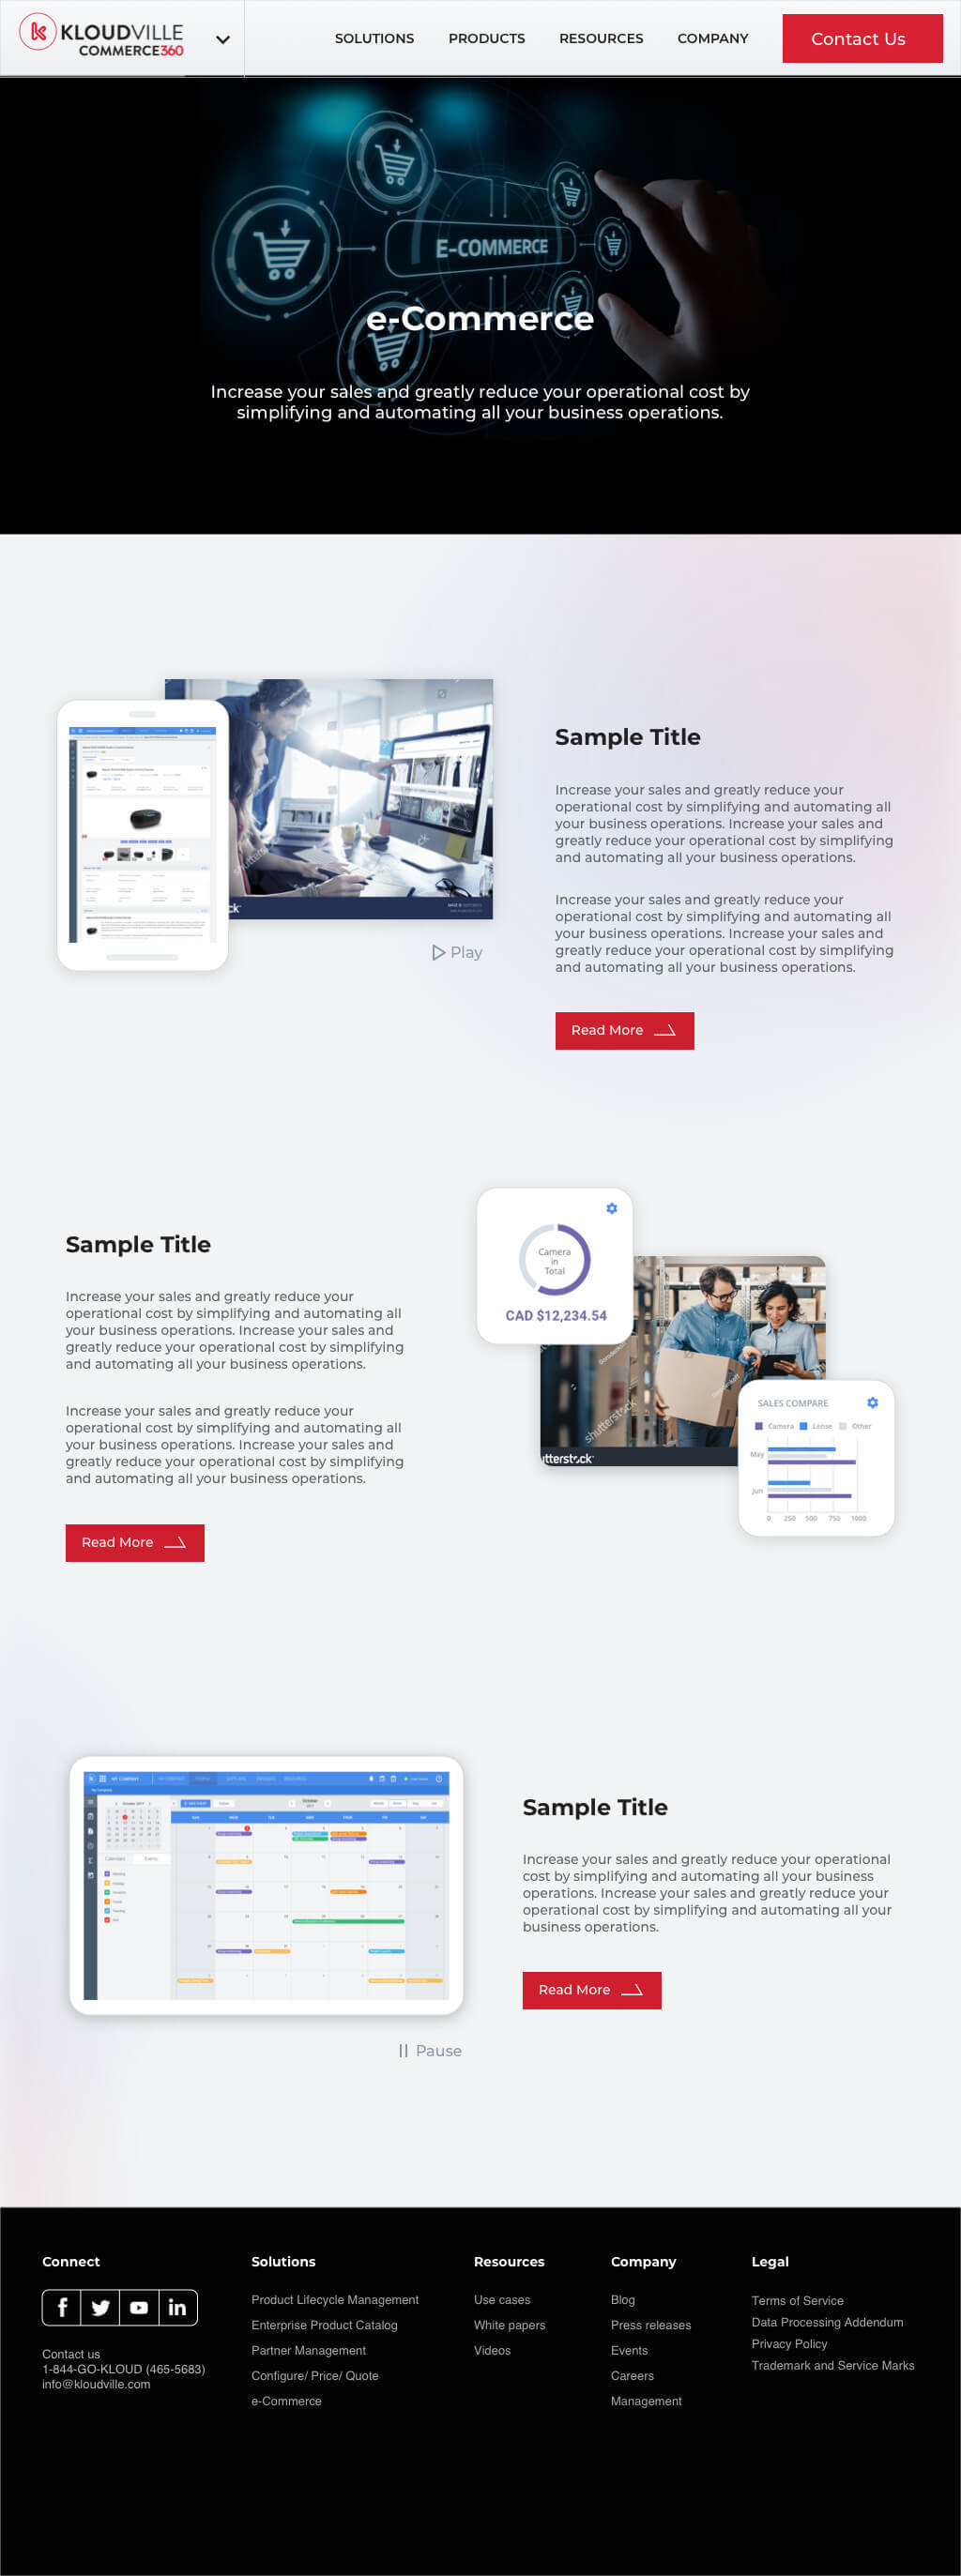 KLOUDVILLE
COMMERCE360
SOLUTIONS
PRODUCTS
RESOURCES
COMPANY
Contact Us
E-COMMERCE
e-Commerce
Increase your sales and greatly reduce your operational cost by
simplifying and automating all your business operations.
Play
Sample Title
Increase your sales and greatly reduce your
operational cost by simplifying and automating all
your business operations. Increase your sales and
greatly reduce your operational cost by simplifying
and automating all your business operations.
Increase your sales and greatly reduce your
operational cost by simplifying and automating all
your business operations. Increase your sales and
greatly reduce your operational cost by simplifying
and automating all your business operations.
Read More
Sample Title
Increase your sales and greatly reduce your
operational cost by simplifying and automating all
your business operations. Increase your sales and
greatly reduce your operational cost by simplifying
and automating all your business operations.
Increase your sales and greatly reduce your
operational cost by simplifying and automating all
your business operations. Increase your sales and
greatly reduce your operational cost by simplifying
and automating all your business operations.
Read More
Camera
in
Total
CAD $12,234.54
shutterstock
utterstock
SALES COMPARE
Camera
Lense
Other
May
Jun
0 250 500 750 1000
MY COMPANY
October 2017
Calendars
Events
Sample Title
Increase your sales and greatly reduce your operational
cost by simplifying and automating all your business
operations. Increase your sales and greatly reduce your
operational cost by simplifying and automating all your
business operations.
Read More
Pause
Connect
Contact us
1-844-GO-KLOUD (465-5683)
info@kloudville.com
Solutions
Product Lifecycle Management
Enterprise Product Catalog
Partner Management
Configure/ Price/ Quote
e-Commerce
Resources
Use cases
White papers
Videos
Company
Blog
Press releases
Events
Careers
Management
Legal
Terms of Service
Data Processing Addendum
Privacy Policy
Trademark and Service Marks